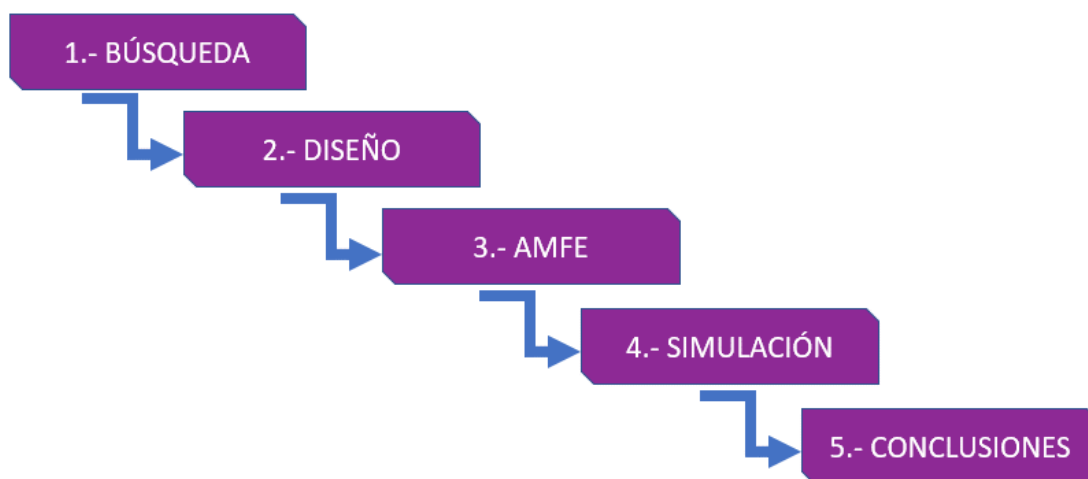 1.- BÚSQUEDA
2.- DISEÑO
3.- AMFE
4.- SIMULACIÓN
5.- CONCLUSIONES